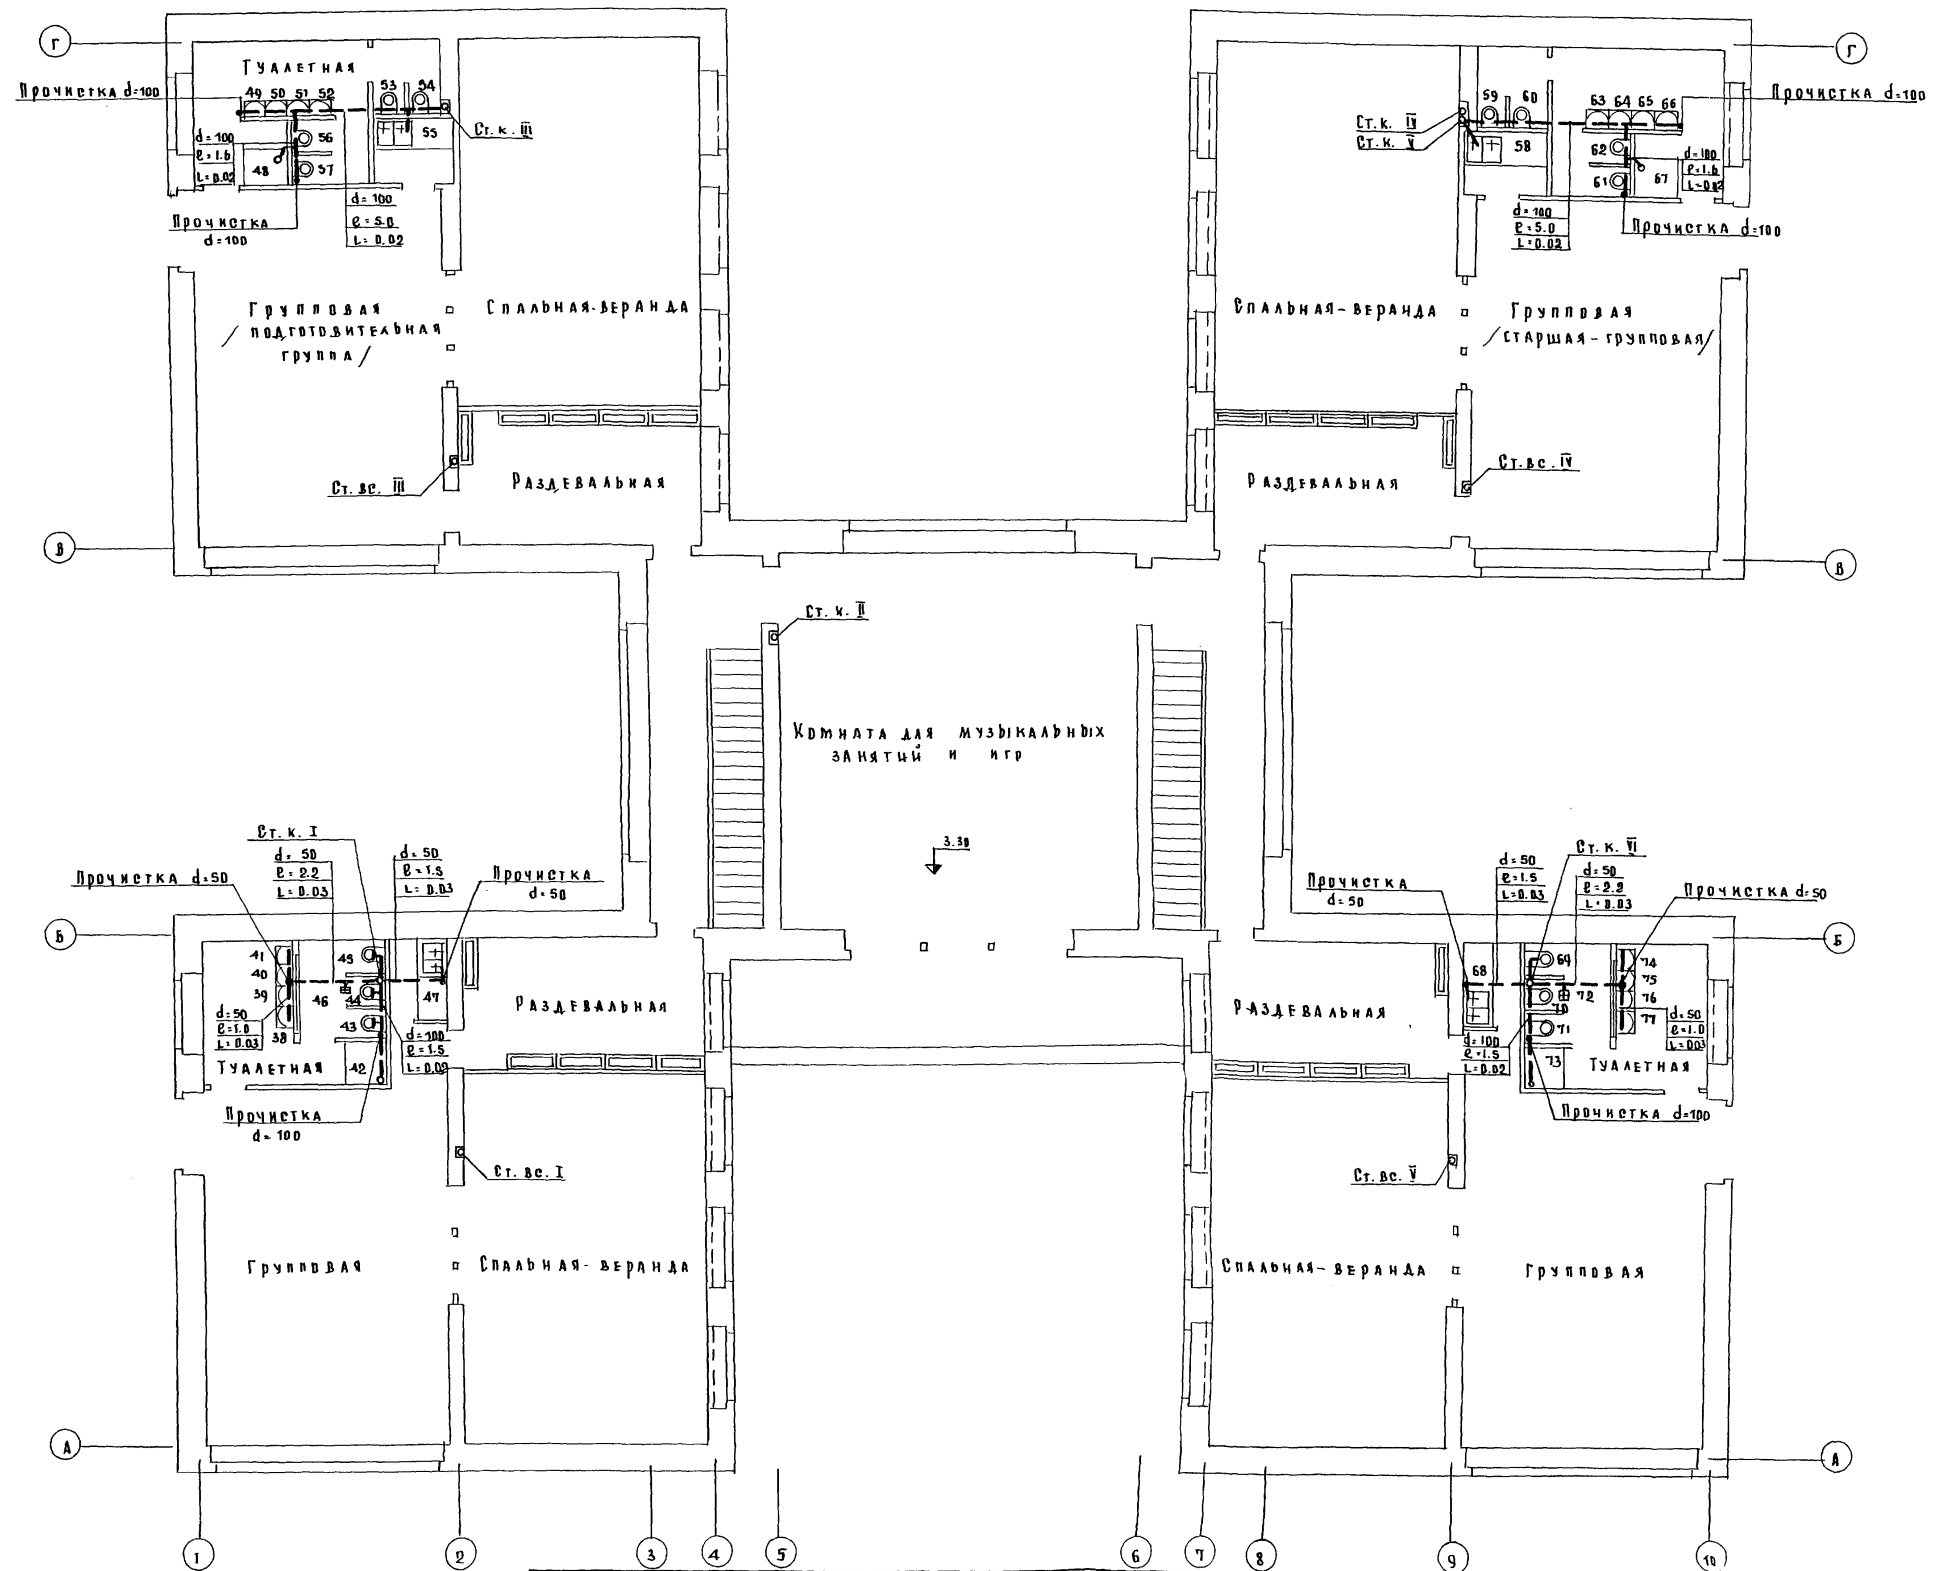 Г
Г
Туалетная
Прочистка d=100
49 50 51 52
53 54
55
56
57
48
d=100
ℓ=1.6
L=0.02
Прочистка
d=100
d=100
ℓ=5.0
L=0.02
Ст. к. III
Ст. к. IV
Ст. к. V
59 60
58
63 64 65 66
62
61
67
Прочистка d=100
d=100
ℓ=1.6
L=0.02
d=100
ℓ=5.0
L=0.02
Прочистка d=100
Групповая
/подготовительная
группа/
Спальная-веранда
Спальная-веранда
Групповая
/старшая-групповая/
Ст. вс. III
Раздевальная
Раздевальная
Ст. вс. IV
В
В
Ст. к. II
Комната для музыкальных
занятий и игр
3.30
Ст. к. I
d=50
ℓ=2.2
L=0.03
d=50
ℓ=1.5
L=0.03
Прочистка d=50
Прочистка
d=50
Б
41
40
39
38
45
46
44
43
42
47
d=50
ℓ=1.0
L=0.03
d=100
ℓ=1.5
L=0.02
Туалетная
Прочистка
d=100
Раздевальная
Раздевальная
Ст. к. VI
d=50
ℓ=1.5
L=0.03
d=50
ℓ=2.2
L=0.03
Прочистка
d=50
Прочистка d=50
Б
68
69
70
71
72
73
74
75
76
77
d=100
ℓ=1.5
L=0.02
d=50
ℓ=1.0
L=0.03
Туалетная
Прочистка d=100
Ст. вс. I
Ст. вс. V
Групповая
Спальная-веранда
Спальная-веранда
Групповая
А
А
1 2 3 4 5 6 7 8 9 10